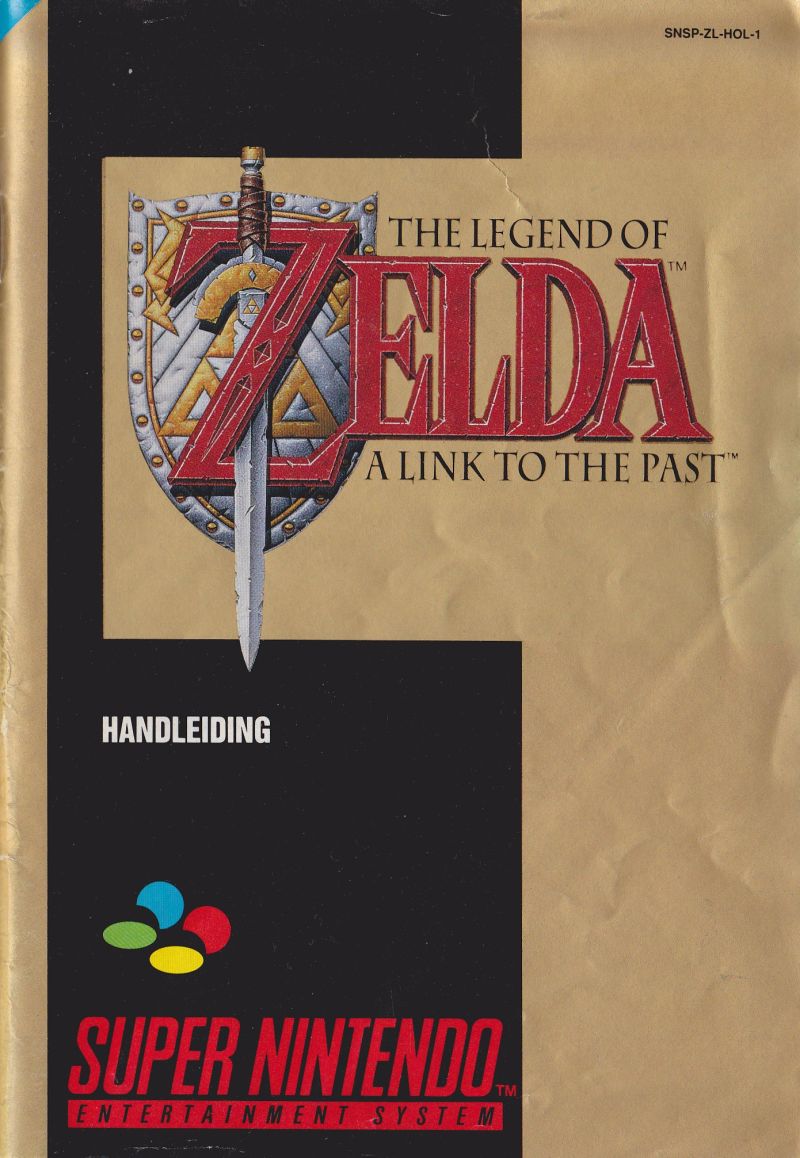 SNSP-ZL-HOL-1
THE LEGEND OF
ZELDA™
A LINK TO THE PAST™
HANDLEIDING
SUPER NINTENDO™
ENTERTAINMENT SYSTEM